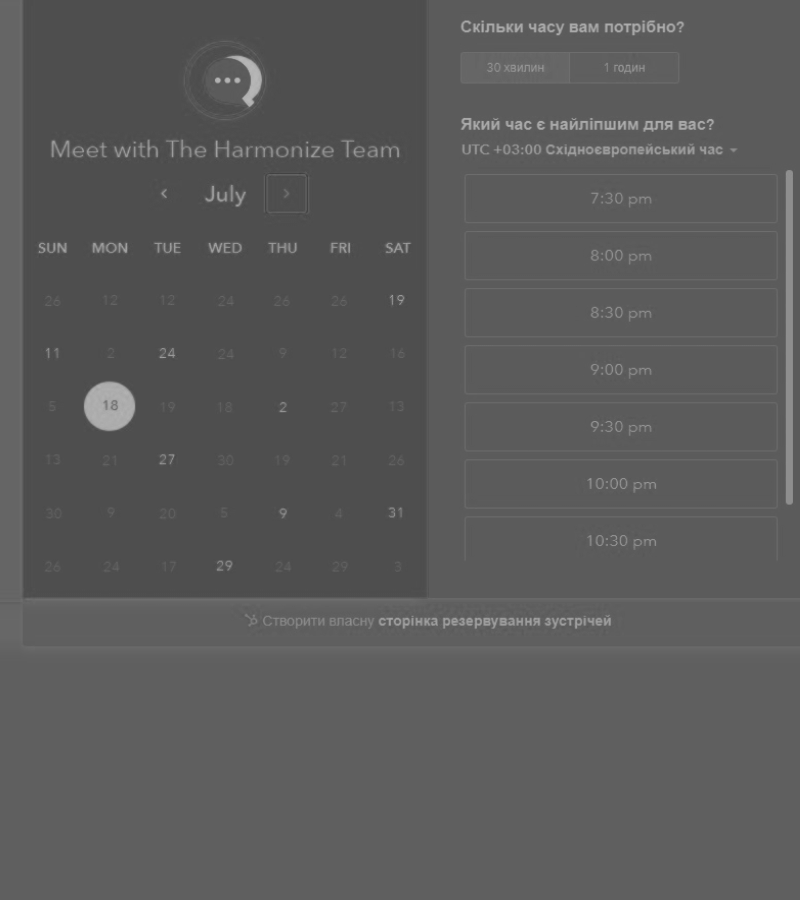 Meet with The Harmonize Team
July
SUN MON TUE WED THU FRI SAT
26 12 12 24 26 26 19
11 2 24 24 9 12 16
5 18 19 18 2 27 13
13 21 27 30 19 21 26
30 9 20 5 9 4 31
26 24 17 29 24 29 3
Скільки часу вам потрібно?
30 хвилин 1 годин
Який час є найліпшим для вас?
UTC +03:00 Східноєвропейський час
7:30 pm
8:00 pm
8:30 pm
9:00 pm
9:30 pm
10:00 pm
10:30 pm
Створити власну сторінка резервування зустрічей